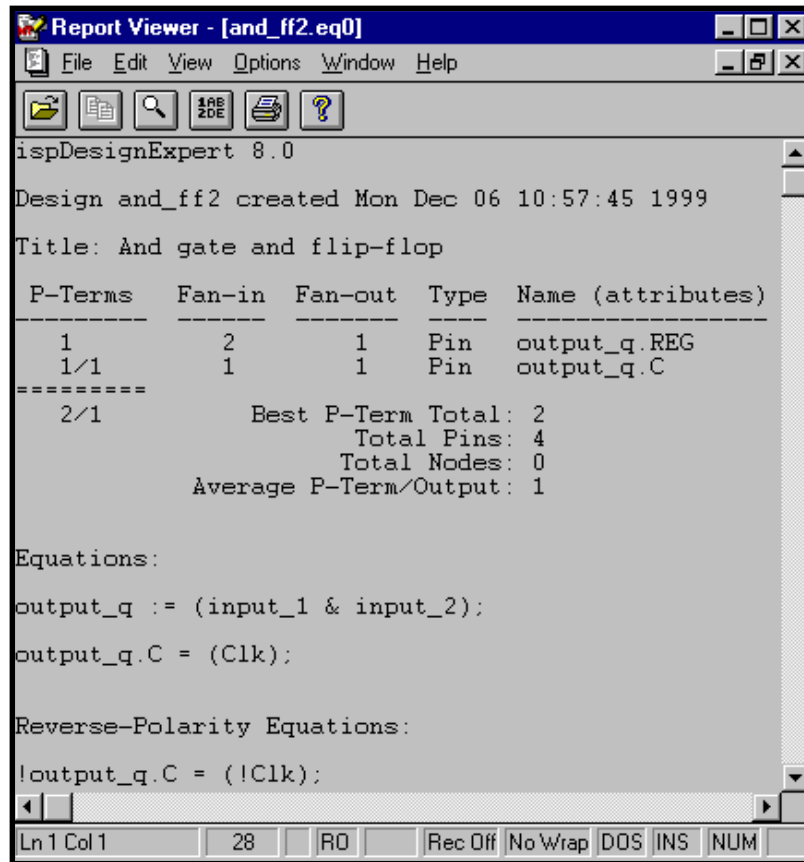 Report Viewer - [and_ff2.eq0]
File Edit View Options Window Help
1AB
2DE
ispDesignExpert 8.0
Design and_ff2 created Mon Dec 06 10:57:45 1999
Title: And gate and flip-flop
P-Terms Fan-in Fan-out Type Name (attributes)
--------- ------ ------- ---- -----------------
1 2 1 Pin output_q.REG
1/1 1 1 Pin output_q.C
=========
2/1 Best P-Term Total: 2
Total Pins: 4
Total Nodes: 0
Average P-Term/Output: 1
Equations:
output_q := (input_1 & input_2);
output_q.C = (Clk);
Reverse-Polarity Equations:
!output_q.C = (!Clk);
Ln 1 Col 1 28 RO Rec Off No Wrap DOS INS NUM